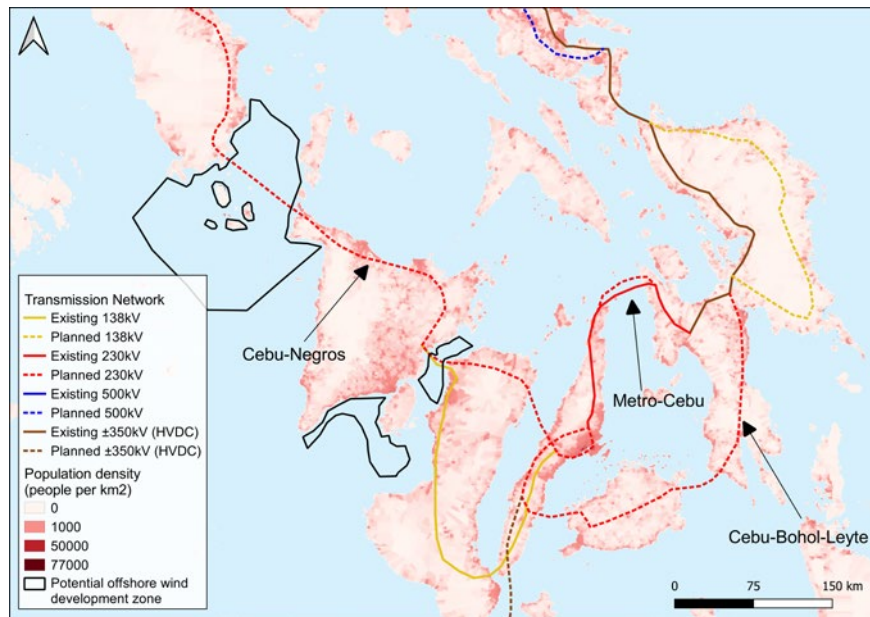 Transmission Network
Existing 138kV
Planned 138kV
Existing 230kV
Planned 230kV
Existing 500kV
Planned 500kV
Existing ±350kV (HVDC)
Planned ±350kV (HVDC)
Population density
(people per km2)
0
1000
50000
77000
Potential offshore wind
development zone
Cebu-Negros
Metro-Cebu
Cebu-Bohol-Leyte
0 75 150 km